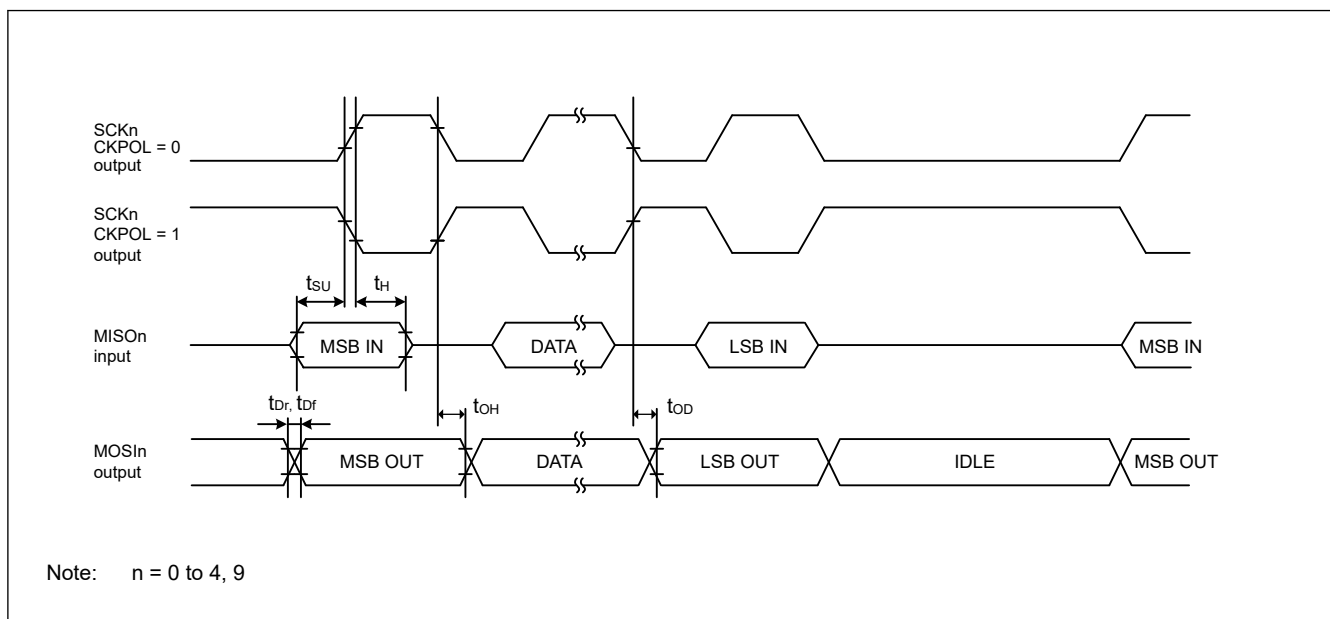 SCKn
CKPOL = 0
output
SCKn
CKPOL = 1
output
tSU
tH
MISOn
input
MSB IN
DATA
LSB IN
MSB IN
tDr, tDf
tOH
tOD
MOSIn
output
MSB OUT
DATA
LSB OUT
IDLE
MSB OUT
Note: n = 0 to 4, 9